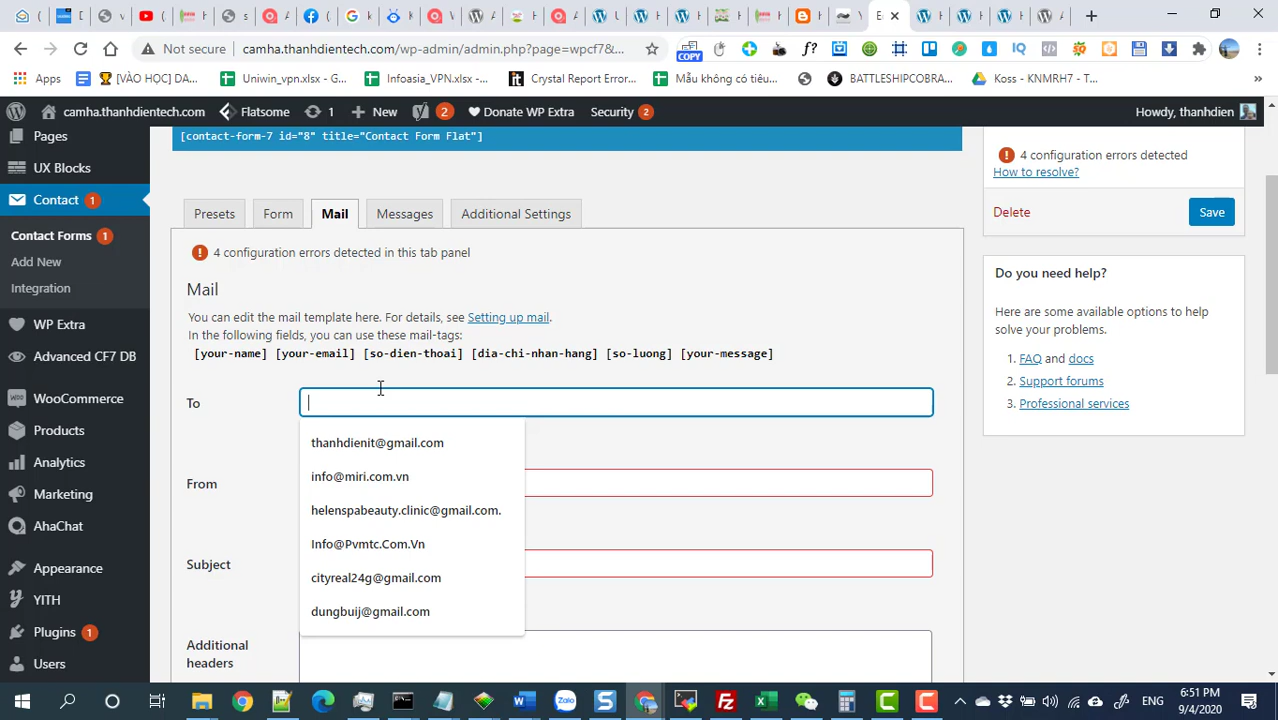 Not secure
camha.thanhdientech.com/wp-admin/admin.php?page=wpcf7&...
COPY
Apps
[VÀO HỌC] DA...
Uniwin_vpn.xlsx - G...
Infoasia_VPN.xlsx -...
Crystal Report Error...
Mẫu không có tiêu...
BATTLESHIPCOBRA...
Koss - KNMRH7 - T...
camha.thanhdientech.com
Flatsome
1
New
2
Donate WP Expert
Security
2
Howdy, thanhdien
Pages
UX Blocks
Contact 1
Contact Forms 1
Add New
Integration
WP Extra
Advanced CF7 DB
WooCommerce
Products
Analytics
Marketing
AhaChat
Appearance
YITH
Plugins 1
Users
[contact-form-7 id="8" title="Contact Form Flat"]
Presets
Form
Mail
Messages
Additional Settings
4 configuration errors detected in this tab panel
Mail
You can edit the mail template here. For details, see Setting up mail.
In the following fields, you can use these mail-tags:
[your-name] [your-email] [so-dien-thoai] [dia-chi-nhan-hang] [so-luong] [your-message]
To
thanhdienit@gmail.com
info@miri.com.vn
helenspabeauty.clinic@gmail.com.
Info@Pvmtc.Com.Vn
cityreal24g@gmail.com
dungbuij@gmail.com
From
Subject
Additional
headers
4 configuration errors detected
How to resolve?
Delete
Save
Do you need help?
Here are some available options to help
solve your problems.
1. FAQ and docs
2. Support forums
3. Professional services
ENG
6:51 PM
9/4/2020